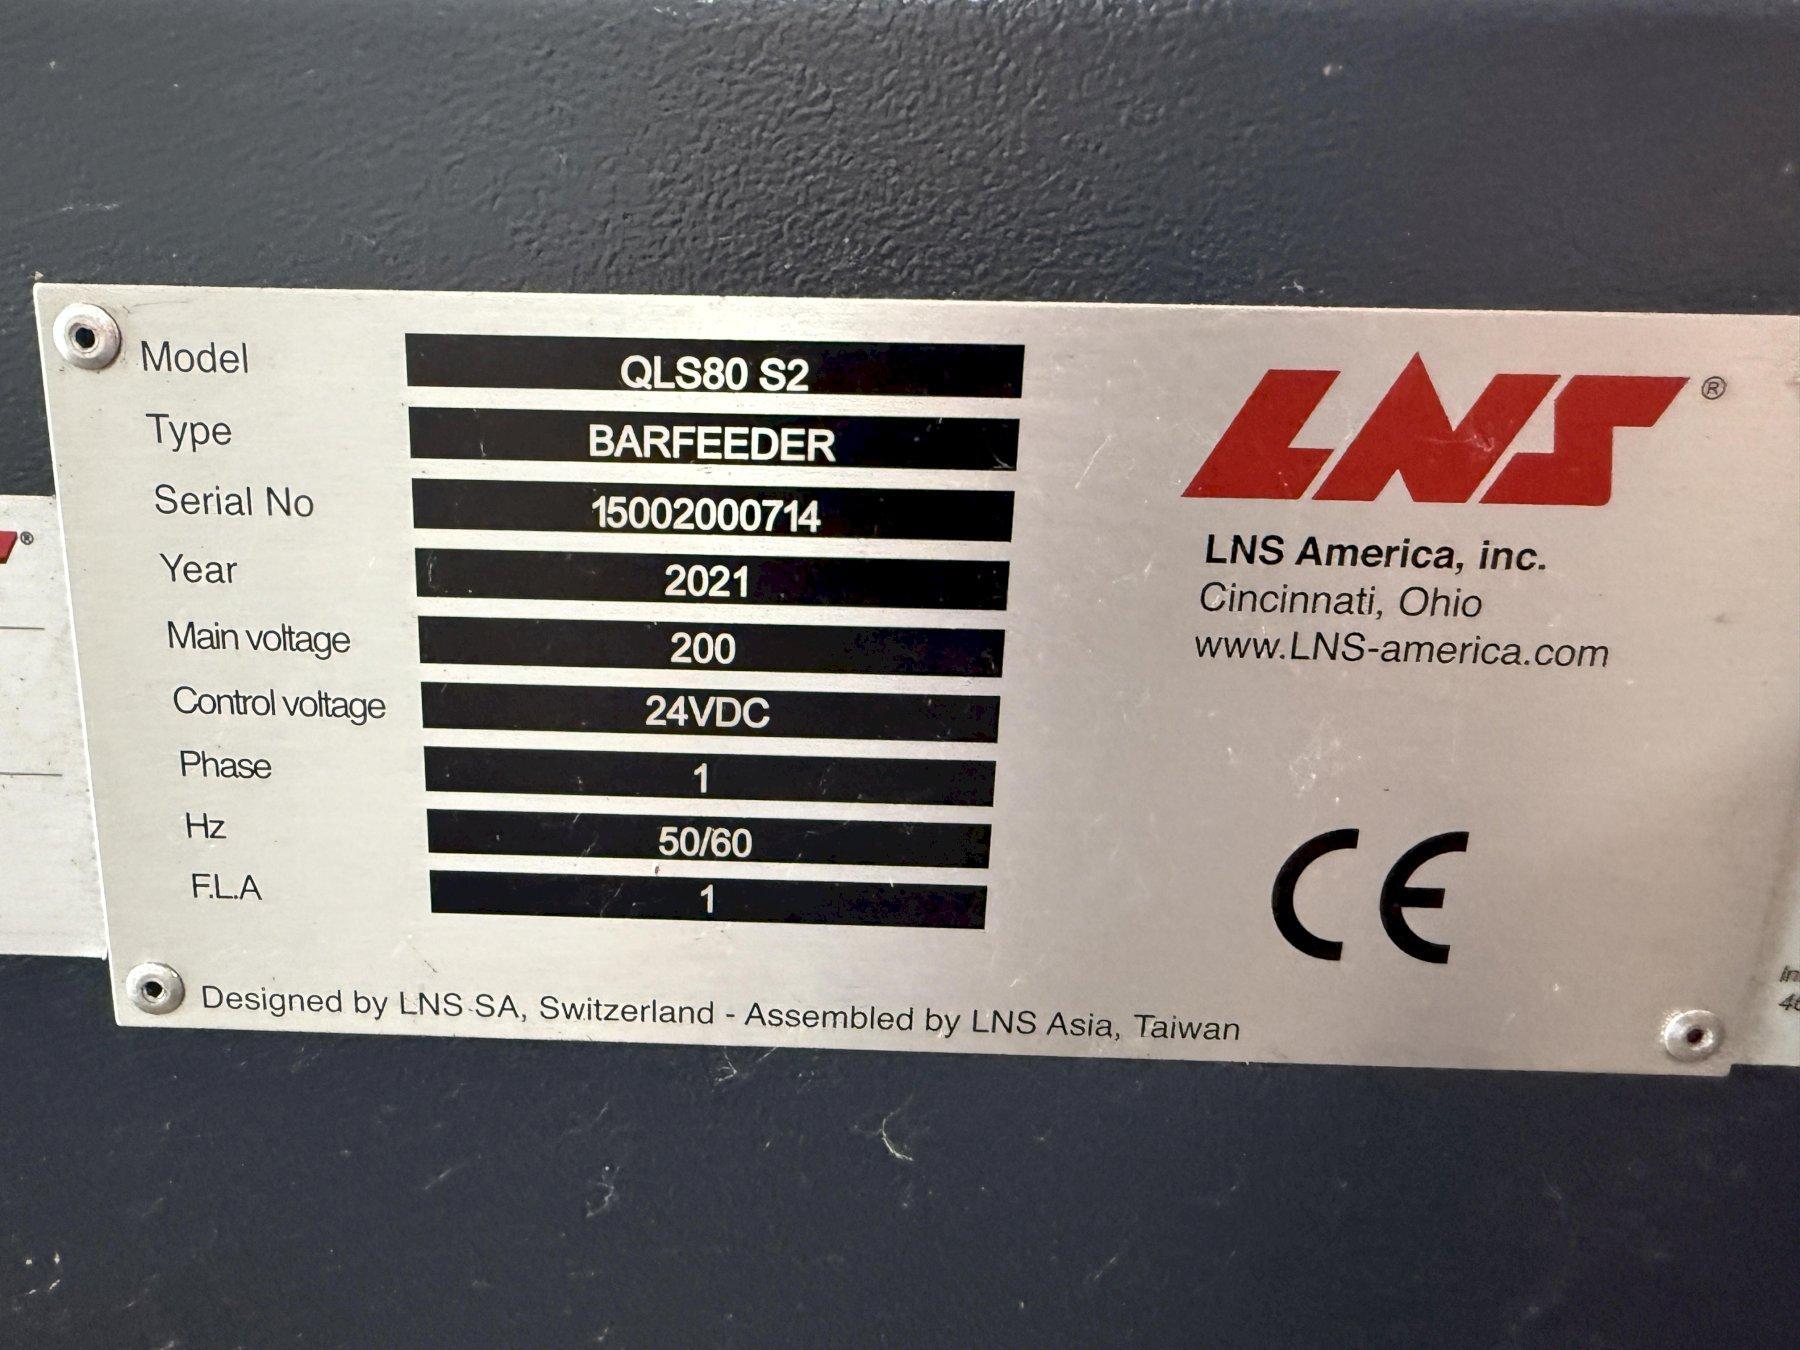 Model QLS80 S2
Type BARFEEDER
Serial No 15002000714
Year 2021
Main voltage 200
Control voltage 24VDC
Phase 1
Hz 50/60
F.L.A 1
LNS®
LNS America, inc.
Cincinnati, Ohio
www.LNS-america.com
CE
Designed by LNS SA, Switzerland - Assembled by LNS Asia, Taiwan
®